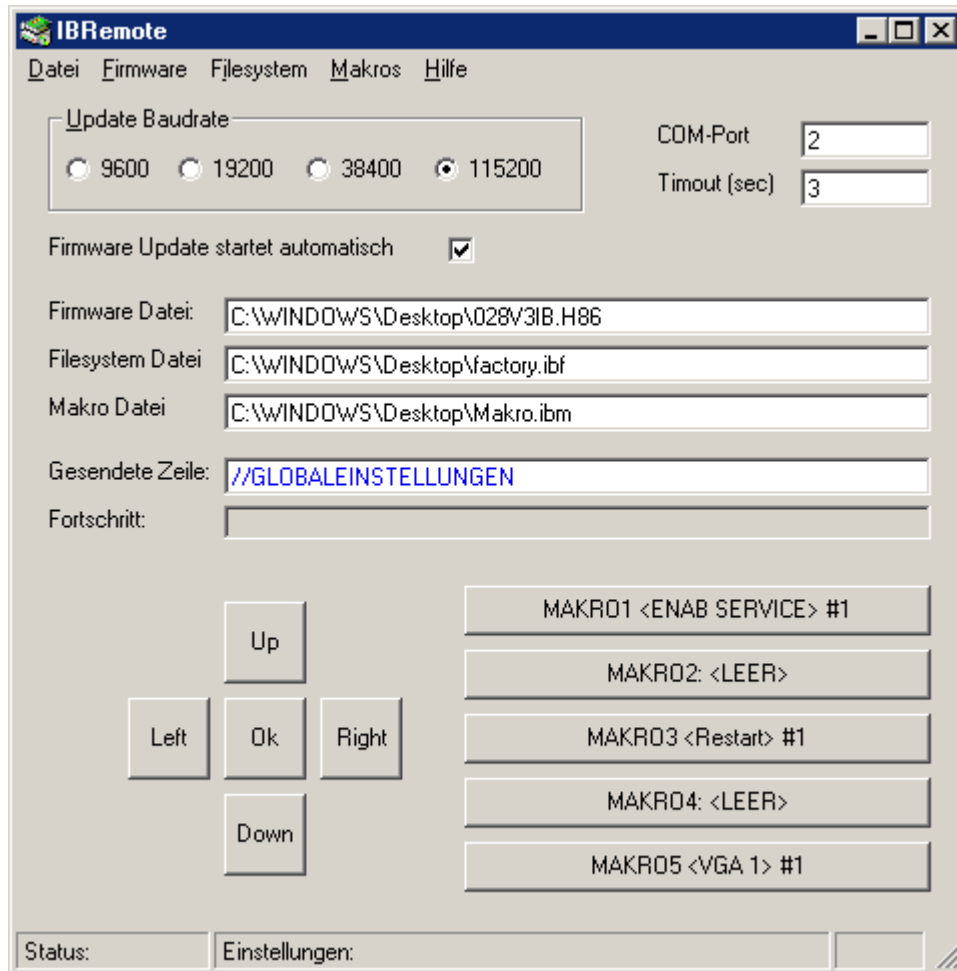 IBRemote
Datei Firmware Filesystem Makros Hilfe
Update Baudrate
9600 19200 38400 115200
COM-Port 2
Timout (sec) 3
Firmware Update startet automatisch
Firmware Datei: C:\WINDOWS\Desktop\028V3IB.H86
Filesystem Datei C:\WINDOWS\Desktop\factory.ibf
Makro Datei C:\WINDOWS\Desktop\Makro.ibm
Gesendete Zeile: //GLOBALEINSTELLUNGEN
Fortschritt:
Up
Left Ok Right
Down
MAKRO1 <ENAB SERVICE> #1
MAKRO2: <LEER>
MAKRO3 <Restart> #1
MAKRO4: <LEER>
MAKRO5 <VGA 1> #1
Status: Einstellungen: